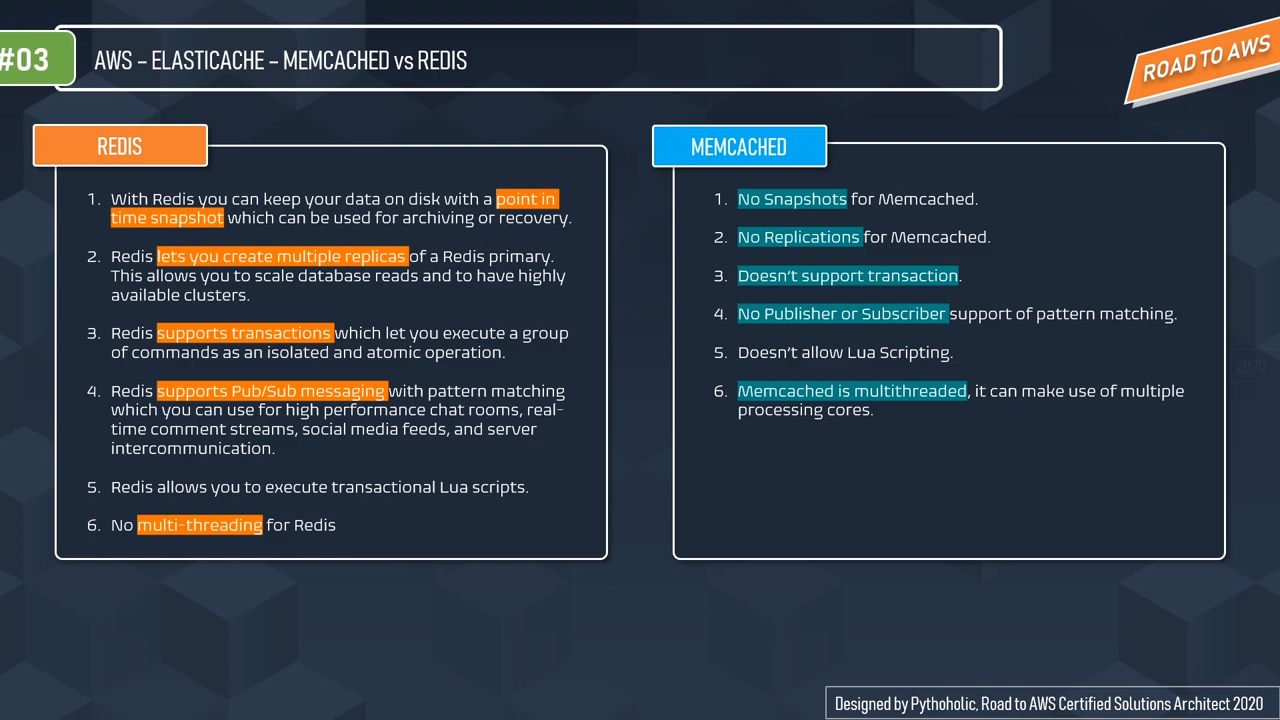 #03
AWS – ELASTICACHE – MEMCACHED vs REDIS
ROAD TO AWS
REDIS
1. With Redis you can keep your data on disk with a point in
time snapshot which can be used for archiving or recovery.
2. Redis lets you create multiple replicas of a Redis primary.
This allows you to scale database reads and to have highly
available clusters.
3. Redis supports transactions which let you execute a group
of commands as an isolated and atomic operation.
4. Redis supports Pub/Sub messaging with pattern matching
which you can use for high performance chat rooms, real-
time comment streams, social media feeds, and server
intercommunication.
5. Redis allows you to execute transactional Lua scripts.
6. No multi-threading for Redis
MEMCACHED
1. No Snapshots for Memcached.
2. No Replications for Memcached.
3. Doesn't support transaction.
4. No Publisher or Subscriber support of pattern matching.
5. Doesn't allow Lua Scripting.
6. Memcached is multithreaded, it can make use of multiple
processing cores.
2020
Designed by Pythoholic, Road to AWS Certified Solutions Architect 2020